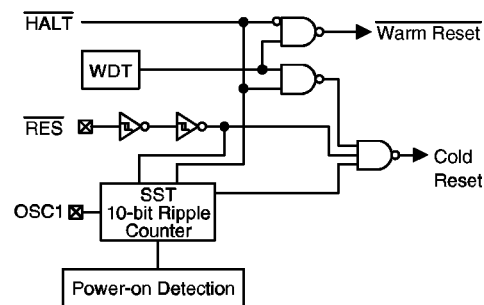 HALT
Warm Reset
WDT
RES
Cold
Reset
OSC1
SST
10-bit Ripple
Counter
Power-on Detection